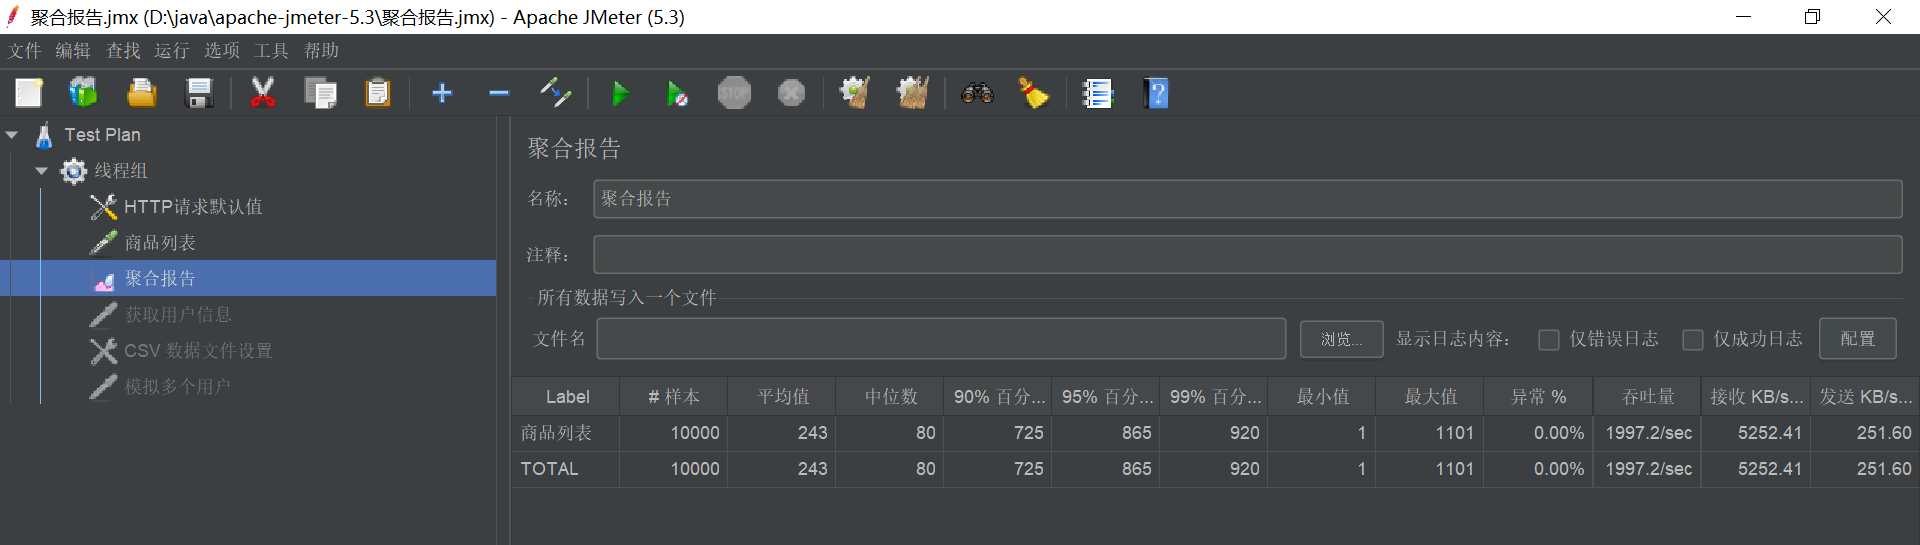 聚合报告.jmx (D:\java\apache-jmeter-5.3\聚合报告.jmx) - Apache JMeter (5.3)
文件 编辑 查找 运行 选项 工具 帮助
STOP
Test Plan
线程组
HTTP请求默认值
商品列表
聚合报告
获取用户信息
CSV 数据文件设置
模拟多个用户
聚合报告
名称： 聚合报告
注释：
所有数据写入一个文件
文件名 浏览... 显示日志内容： 仅错误日志 仅成功日志 配置
Label # 样本 平均值 中位数 90% 百分... 95% 百分... 99% 百分... 最小值 最大值 异常 % 吞吐量 接收 KB/s... 发送 KB/s...
商品列表 10000 243 80 725 865 920 1 1101 0.00% 1997.2/sec 5252.41 251.60
TOTAL 10000 243 80 725 865 920 1 1101 0.00% 1997.2/sec 5252.41 251.60